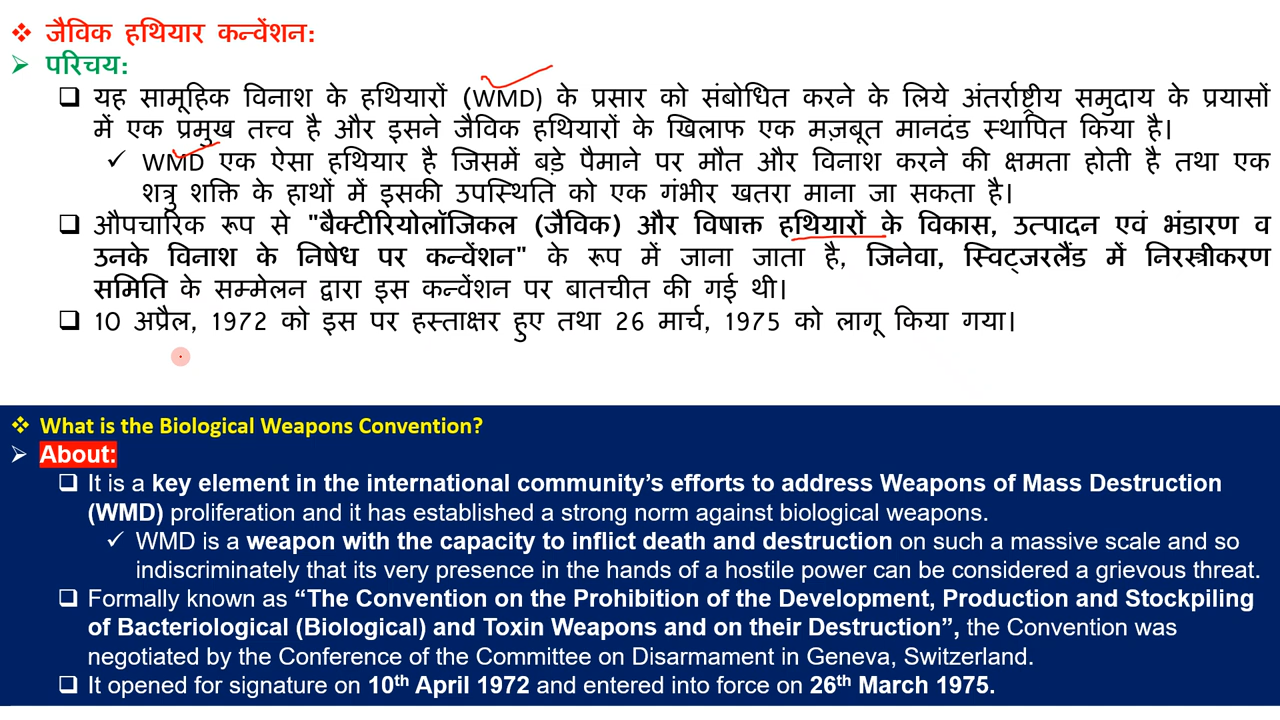 ❖ जैविक हथियार कन्वेंशन:
➢ परिचय:
❑ यह सामूहिक विनाश के हथियारों (WMD) के प्रसार को संबोधित करने के लिये अंतर्राष्ट्रीय समुदाय के प्रयासों
में एक प्रमुख तत्त्व है और इसने जैविक हथियारों के खिलाफ एक मज़बूत मानदंड स्थापित किया है।
✓ WMD एक ऐसा हथियार है जिसमें बड़े पैमाने पर मौत और विनाश करने की क्षमता होती है तथा एक
शत्रु शक्ति के हाथों में इसकी उपस्थिति को एक गंभीर खतरा माना जा सकता है।
❑ औपचारिक रूप से "बैक्टीरियोलॉजिकल (जैविक) और विषाक्त हथियारों के विकास, उत्पादन एवं भंडारण व
उनके विनाश के निषेध पर कन्वेंशन" के रूप में जाना जाता है, जिनेवा, स्विट्जरलैंड में निरस्त्रीकरण
समिति के सम्मेलन द्वारा इस कन्वेंशन पर बातचीत की गई थी।
❑ 10 अप्रैल, 1972 को इस पर हस्ताक्षर हुए तथा 26 मार्च, 1975 को लागू किया गया।
❖ What is the Biological Weapons Convention?
➢ About:
❑ It is a key element in the international community’s efforts to address Weapons of Mass Destruction
(WMD) proliferation and it has established a strong norm against biological weapons.
✓ WMD is a weapon with the capacity to inflict death and destruction on such a massive scale and so
indiscriminately that its very presence in the hands of a hostile power can be considered a grievous threat.
❑ Formally known as “The Convention on the Prohibition of the Development, Production and Stockpiling
of Bacteriological (Biological) and Toxin Weapons and on their Destruction”, the Convention was
negotiated by the Conference of the Committee on Disarmament in Geneva, Switzerland.
❑ It opened for signature on 10th April 1972 and entered into force on 26th March 1975.